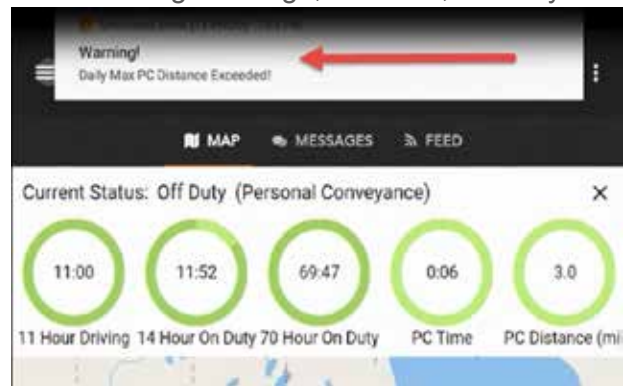 Warning!
Daily Max PC Distance Exceeded!
MAP MESSAGES FEED
Current Status: Off Duty (Personal Conveyance)
11:00 11:52 69:47 0:06 3.0
11 Hour Driving 14 Hour On Duty 70 Hour On Duty PC Time PC Distance (mi